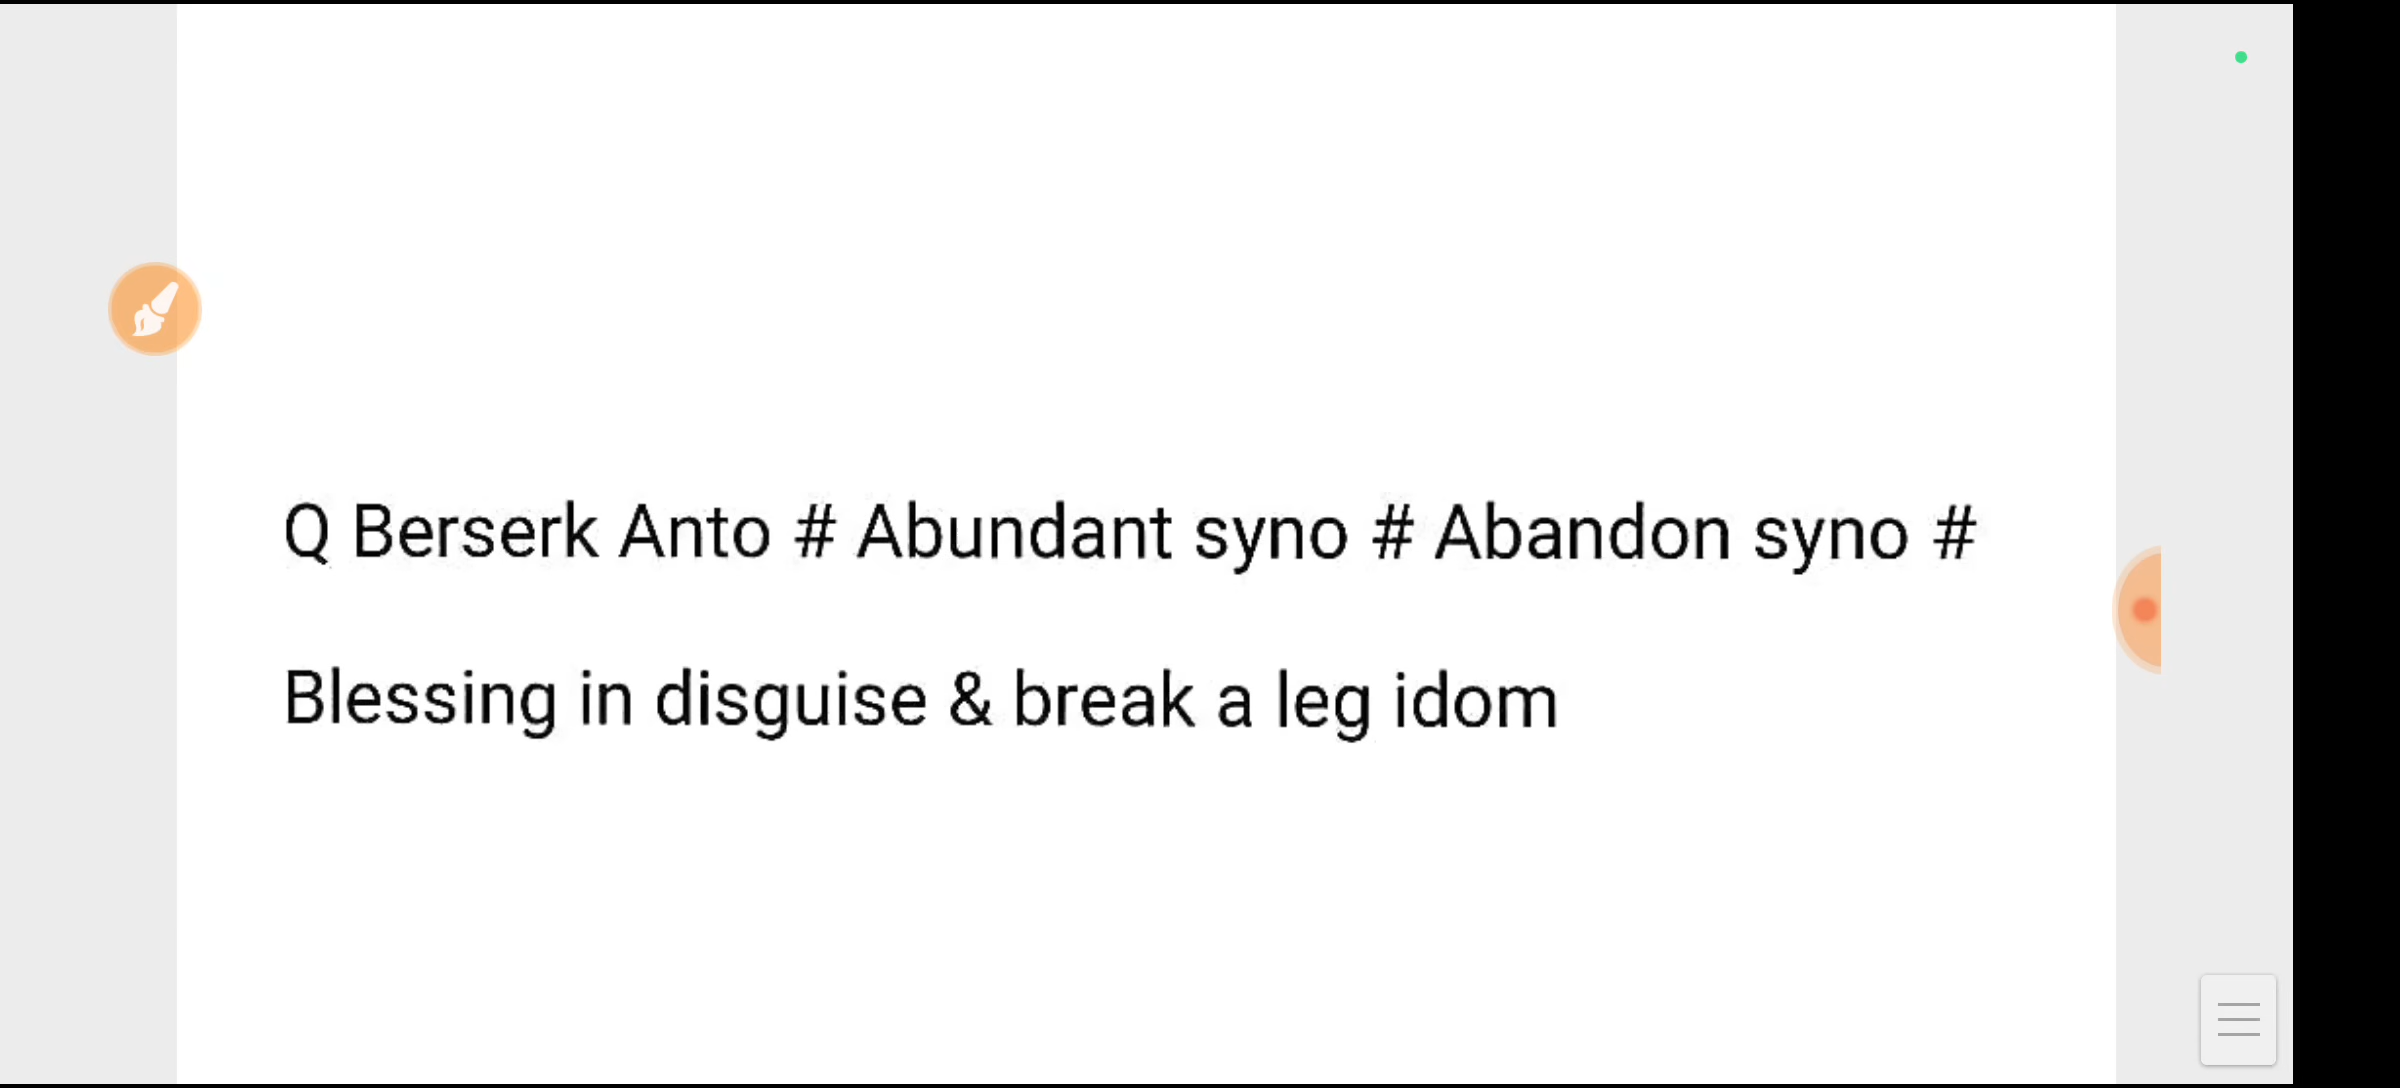 Q Berserk Anto # Abundant syno # Abandon syno #
Blessing in disguise & break a leg idom